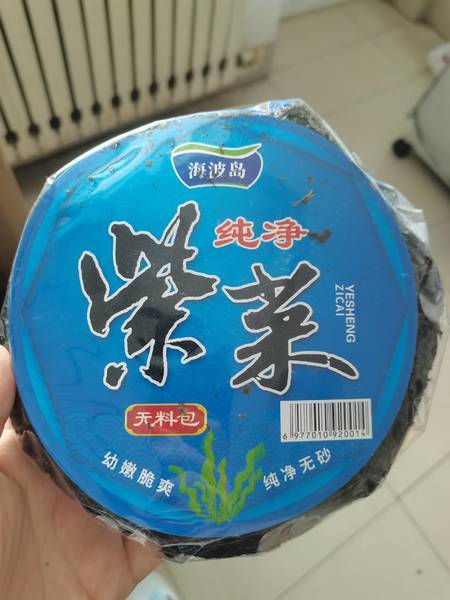 海波岛
纯净
紫菜
YESHENG
ZICAI
无料包
6 977010 920014
幼嫩脆爽
纯净无砂